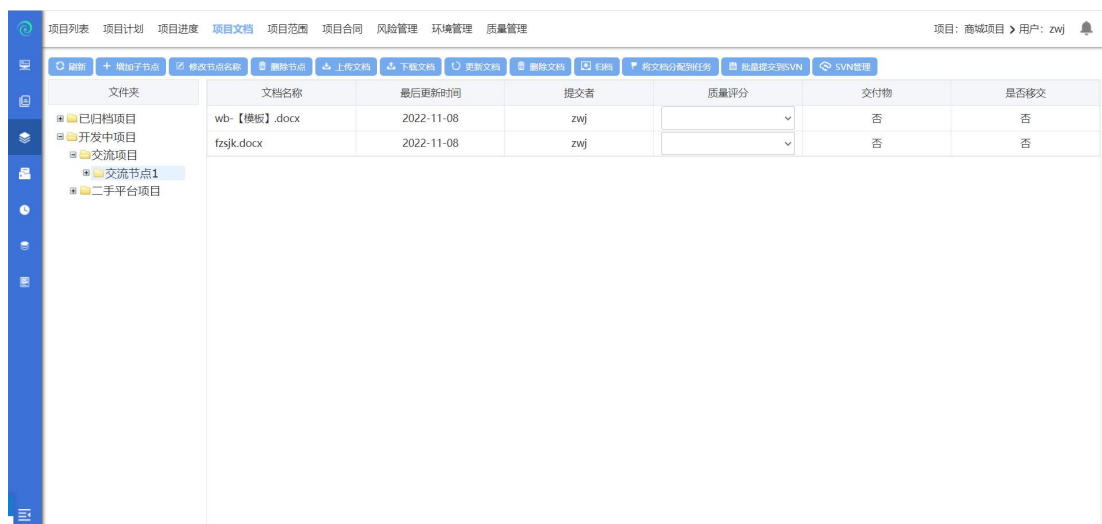 项目列表 项目计划 项目进度 项目文档 项目范围 项目合同 风险管理 环境管理 质量管理 项目：商城项目 用户：zwj
刷新 增加子节点 修改节点名称 删除节点 上传文档 下载文档 更新文档 删除文档 归档 将文档分配到任务 批量提交到SVN SVN管理
文件夹 文档名称 最后更新时间 提交者 质量评分 交付物 是否移交
已归档项目 wb-【模板】.docx 2022-11-08 zwj 否 否
开发中项目 fzsjk.docx 2022-11-08 zwj 否 否
交流项目
交流节点1
二手平台项目